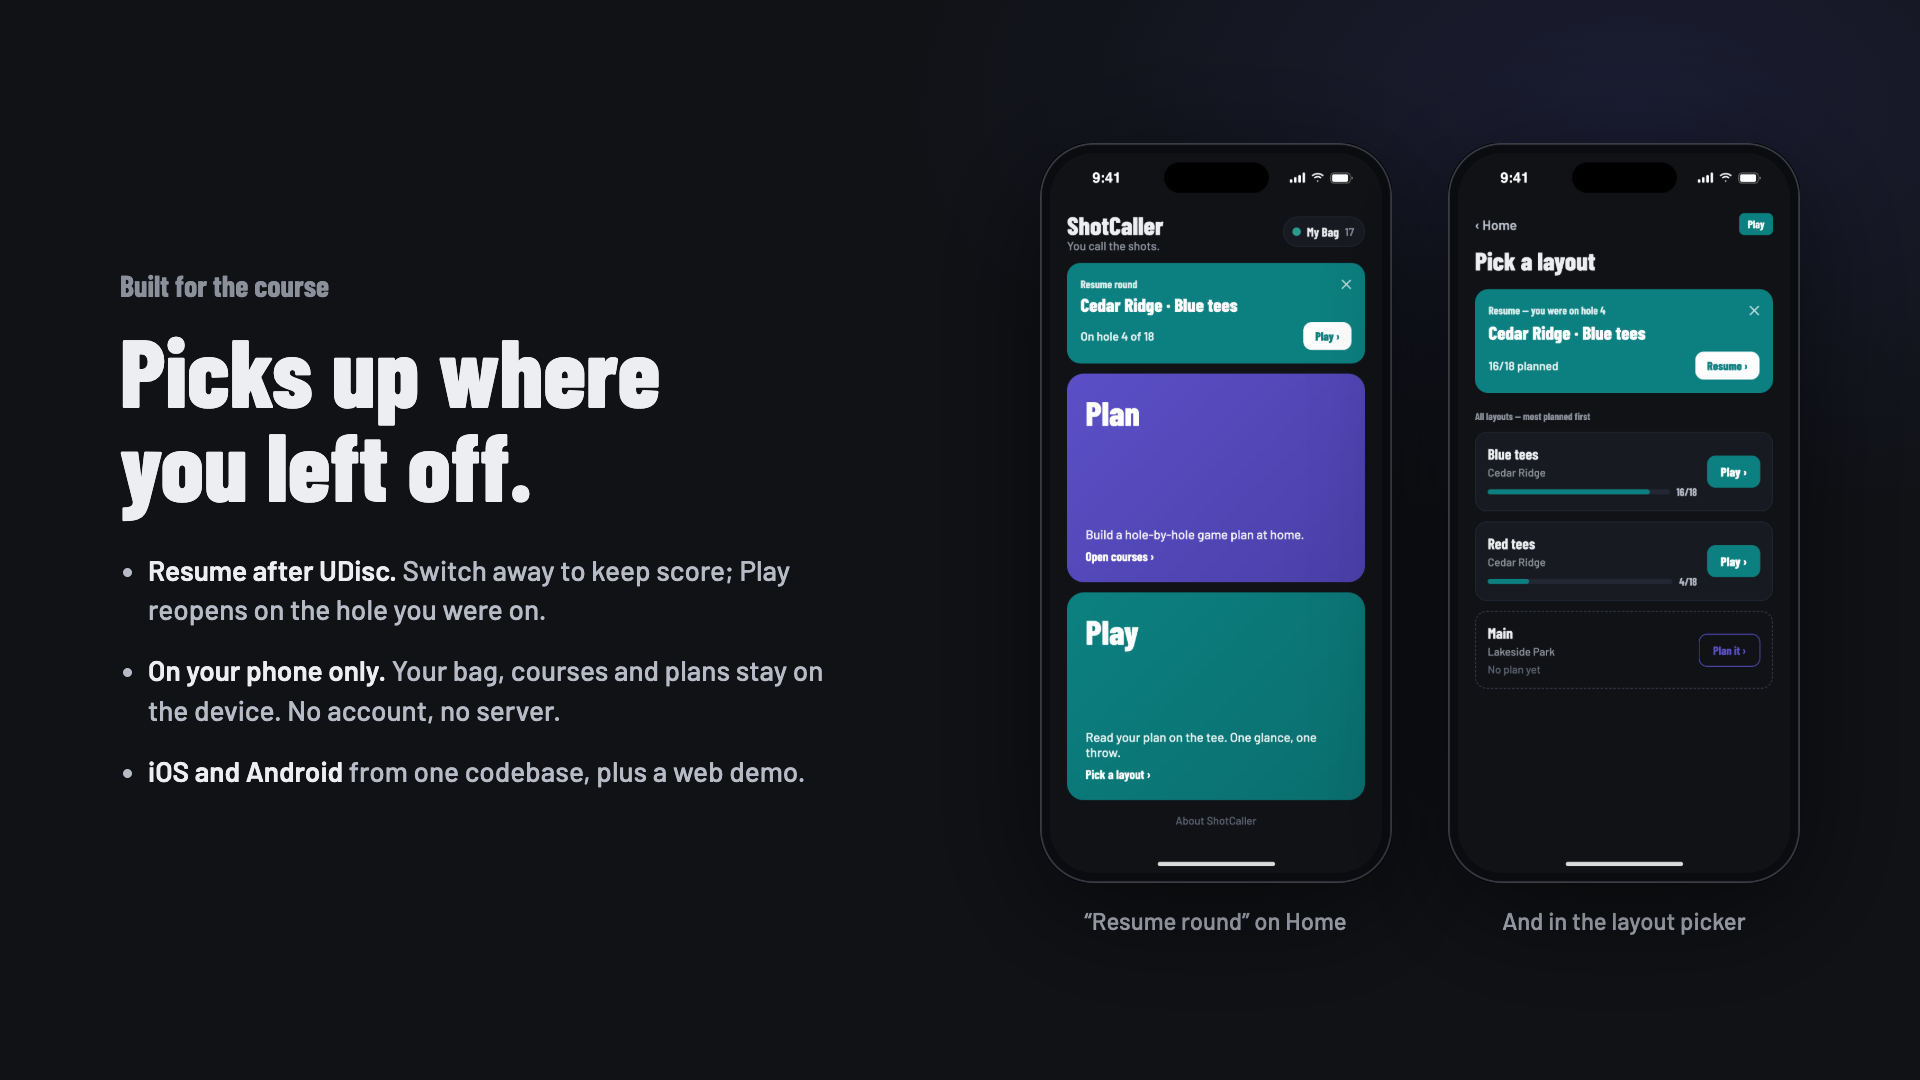 Built for the course
Picks up where
you left off.
• Resume after UDisc. Switch away to keep score; Play
reopens on the hole you were on.
• On your phone only. Your bag, courses and plans stay on
the device. No account, no server.
• iOS and Android from one codebase, plus a web demo.
9:41
ShotCaller
You call the shots.
My Bag 17
Resume round
Cedar Ridge · Blue tees
On hole 4 of 18
Play ›
Plan
Build a hole-by-hole game plan at home.
Open courses ›
Play
Read your plan on the tee. One glance, one
throw.
Pick a layout ›
About ShotCaller
“Resume round” on Home
9:41
‹ Home
Play
Pick a layout
Resume – you were on hole 4
Cedar Ridge · Blue tees
16/18 planned
Resume ›
All layouts – most planned first
Blue tees
Cedar Ridge
16/18
Play ›
Red tees
Cedar Ridge
4/18
Play ›
Main
Lakeside Park
No plan yet
Plan it ›
And in the layout picker